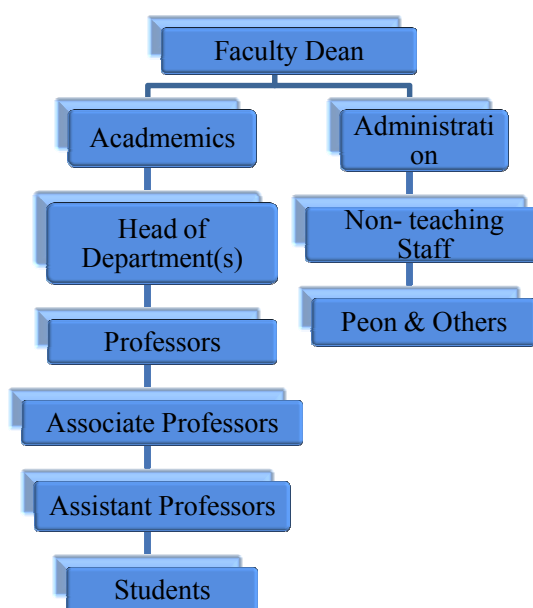 Faculty Dean
Acadmemics
Administrati
on
Head of
Department(s)
Non- teaching
Staff
Professors
Peon & Others
Associate Professors
Assistant Professors
Students